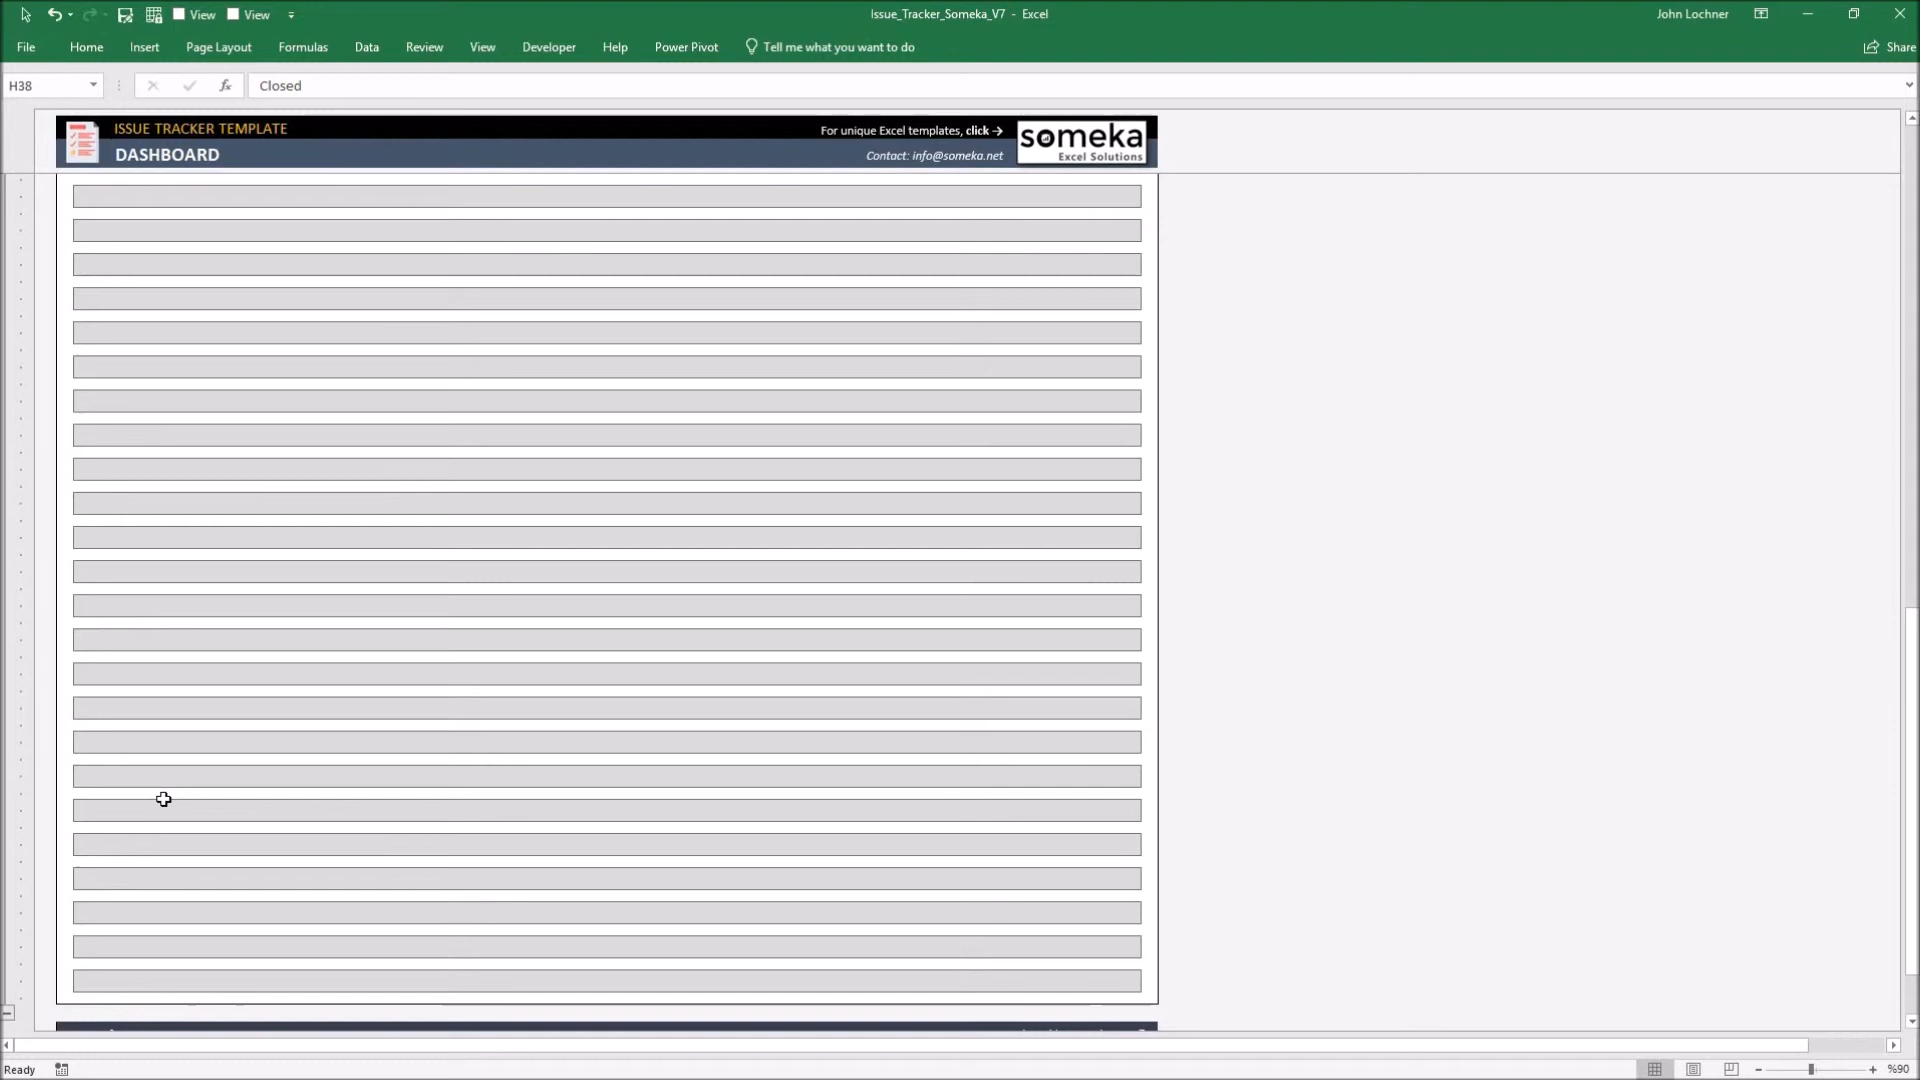 View View Issue_Tracker_Someka_V7 - Excel John Lochner
File Home Insert Page Layout Formulas Data Review View Developer Help Power Pivot Tell me what you want to do Share
H38 fx Closed
ISSUE TRACKER TEMPLATE
DASHBOARD
For unique Excel templates, click →
Contact: info@someka.net
someka
Excel Solutions
Ready %90